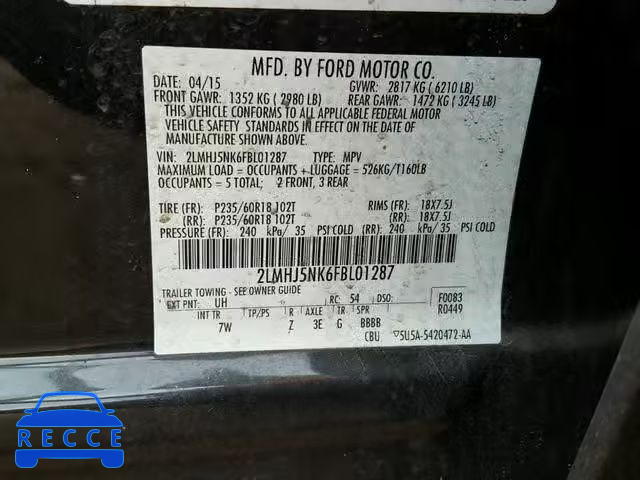 MFD. BY FORD MOTOR CO.
DATE: 04/15 GVWR: 2817 KG ( 6210 LB)
FRONT GAWR: 1352 KG ( 2980 LB) REAR GAWR: 1472 KG ( 3245 LB)
THIS VEHICLE CONFORMS TO ALL APPLICABLE FEDERAL MOTOR
VEHICLE SAFETY STANDARDS IN EFFECT ON THE DATE OF
MANUFACTURE SHOWN ABOVE.
VIN: 2LMHJ5NK6FBL01287 TYPE: MPV
MAXIMUM LOAD = OCCUPANTS + LUGGAGE = 526KG/1160LB
OCCUPANTS = 5 TOTAL; 2 FRONT, 3 REAR
TIRE (FR): P235/60R18 102T RIMS (FR): 18X7.5J
(RR): P235/60R18 102T (RR): 18X7.5J
PRESSURE (FR): 240 kPa/ 35 PSI COLD (RR): 240 kPa/ 35 PSI COLD
2LMHJ5NK6FBL01287
TRAILER TOWING - SEE OWNER GUIDE
EXT PNT: UH RC: 54 DSO: F0083
R0449
INT TR TP/PS R AXLE TR SPR
7W Z 3E G BBBB
CBU 5U5A-5420472-AA
RECCE